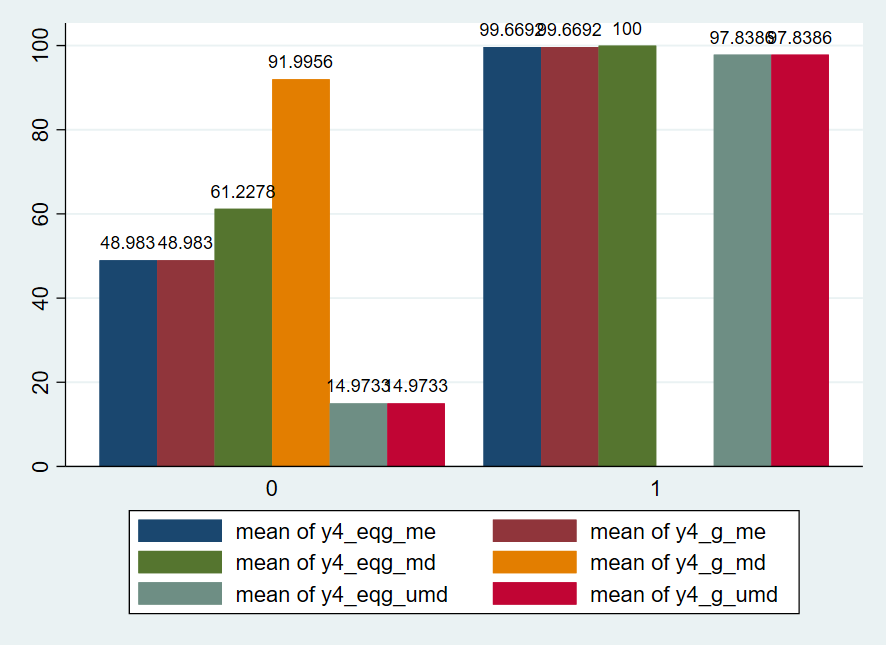 100
80
60
40
20
0
48.983 48.983 61.2278 91.9956 14.9733 14.9733
99.6692 99.6692 100 97.8386 97.8386
0 1
mean of y4_eqg_me mean of y4_g_me
mean of y4_eqg_md mean of y4_g_md
mean of y4_eqg_umd mean of y4_g_umd